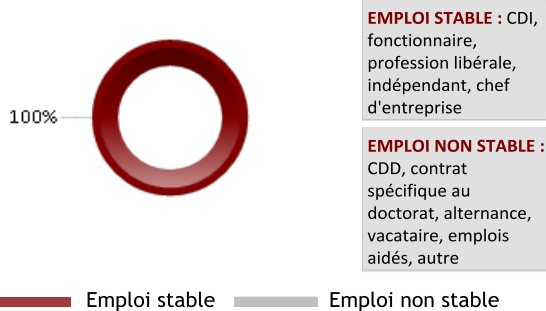 EMPLOI STABLE : CDI,
fonctionnaire,
profession libérale,
indépendant, chef
d'entreprise
100%
EMPLOI NON STABLE :
CDD, contrat
spécifique au
doctorat, alternance,
vacataire, emplois
aidés, autre
Emploi stable
Emploi non stable